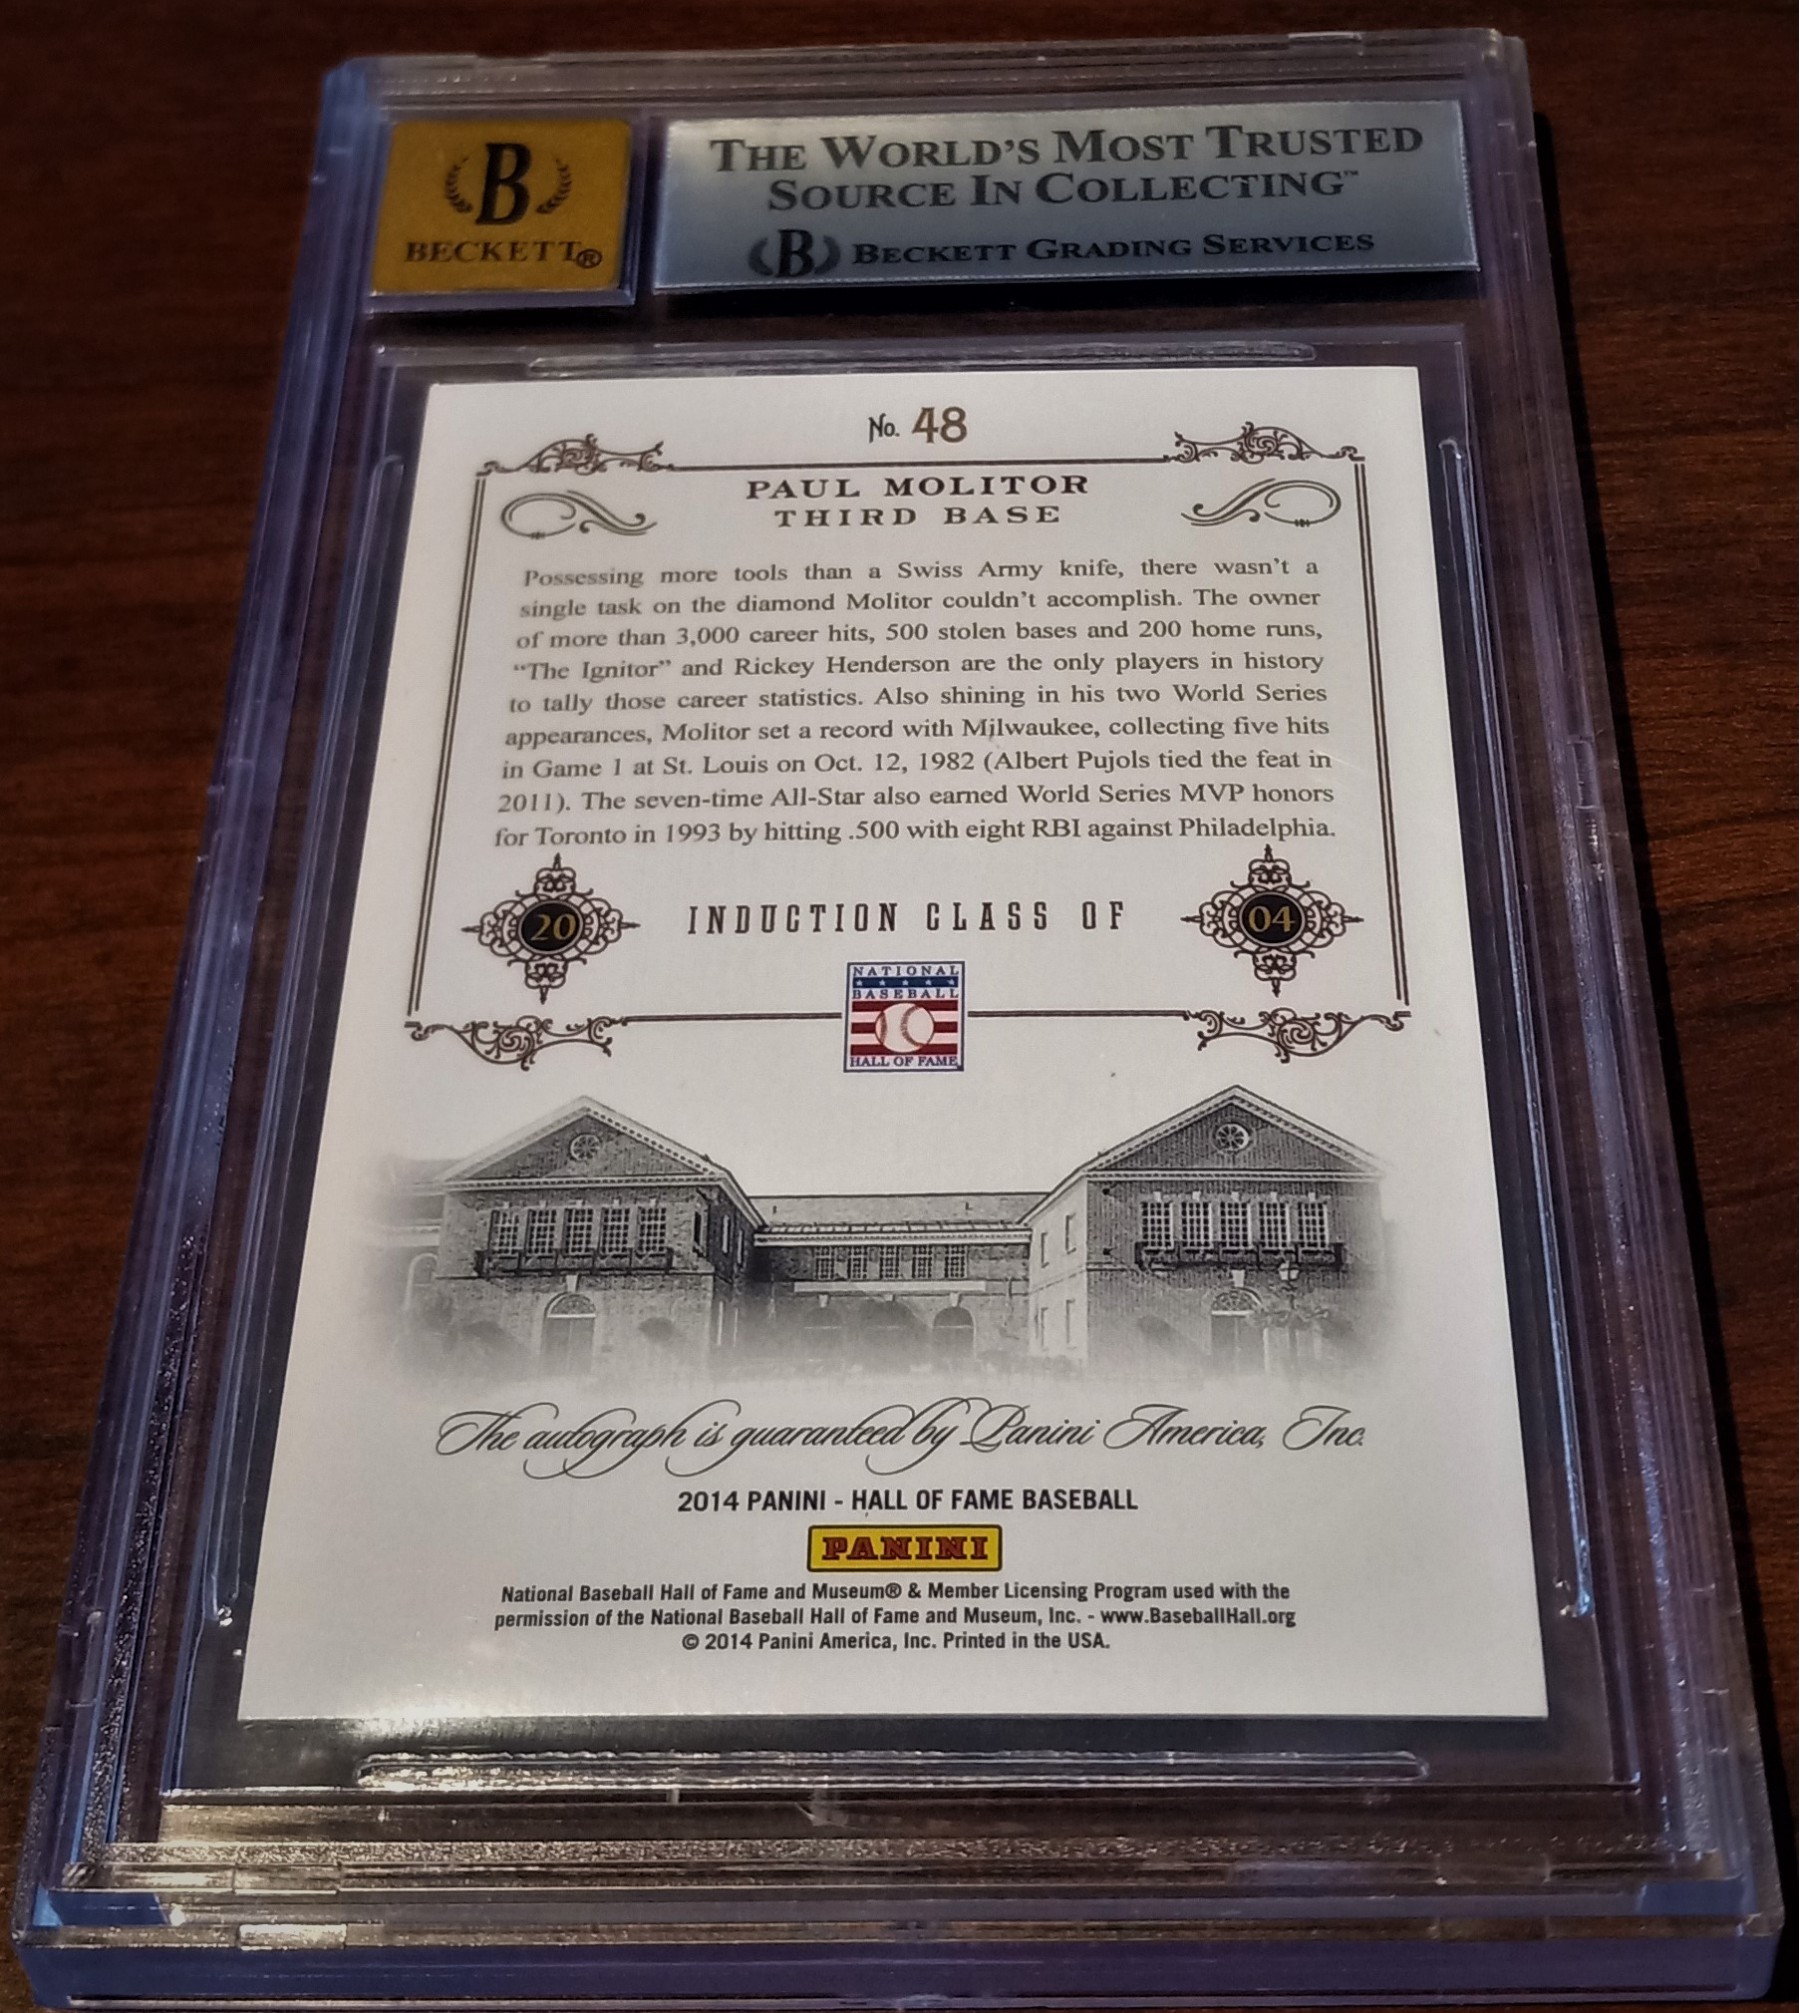 B
BECKETT®
THE WORLD'S MOST TRUSTED
SOURCE IN COLLECTING™
B BECKETT GRADING SERVICES
No. 48
PAUL MOLITOR
THIRD BASE
Possessing more tools than a Swiss Army knife, there wasn't a
single task on the diamond Molitor couldn't accomplish. The owner
of more than 3,000 career hits, 500 stolen bases and 200 home runs,
“The Ignitor” and Rickey Henderson are the only players in history
to tally those career statistics. Also shining in his two World Series
appearances, Molitor set a record with Milwaukee, collecting five hits
in Game 1 at St. Louis on Oct. 12, 1982 (Albert Pujols tied the feat in
2011). The seven-time All-Star also earned World Series MVP honors
for Toronto in 1993 by hitting .500 with eight RBI against Philadelphia.
20 INDUCTION CLASS OF 04
NATIONAL
BASEBALL
HALL OF FAME
The autograph is guaranteed by Panini America, Inc.
2014 PANINI - HALL OF FAME BASEBALL
PANINI
National Baseball Hall of Fame and Museum® & Member Licensing Program used with the
permission of the National Baseball Hall of Fame and Museum, Inc. - www.BaseballHall.org
© 2014 Panini America, Inc. Printed in the USA.